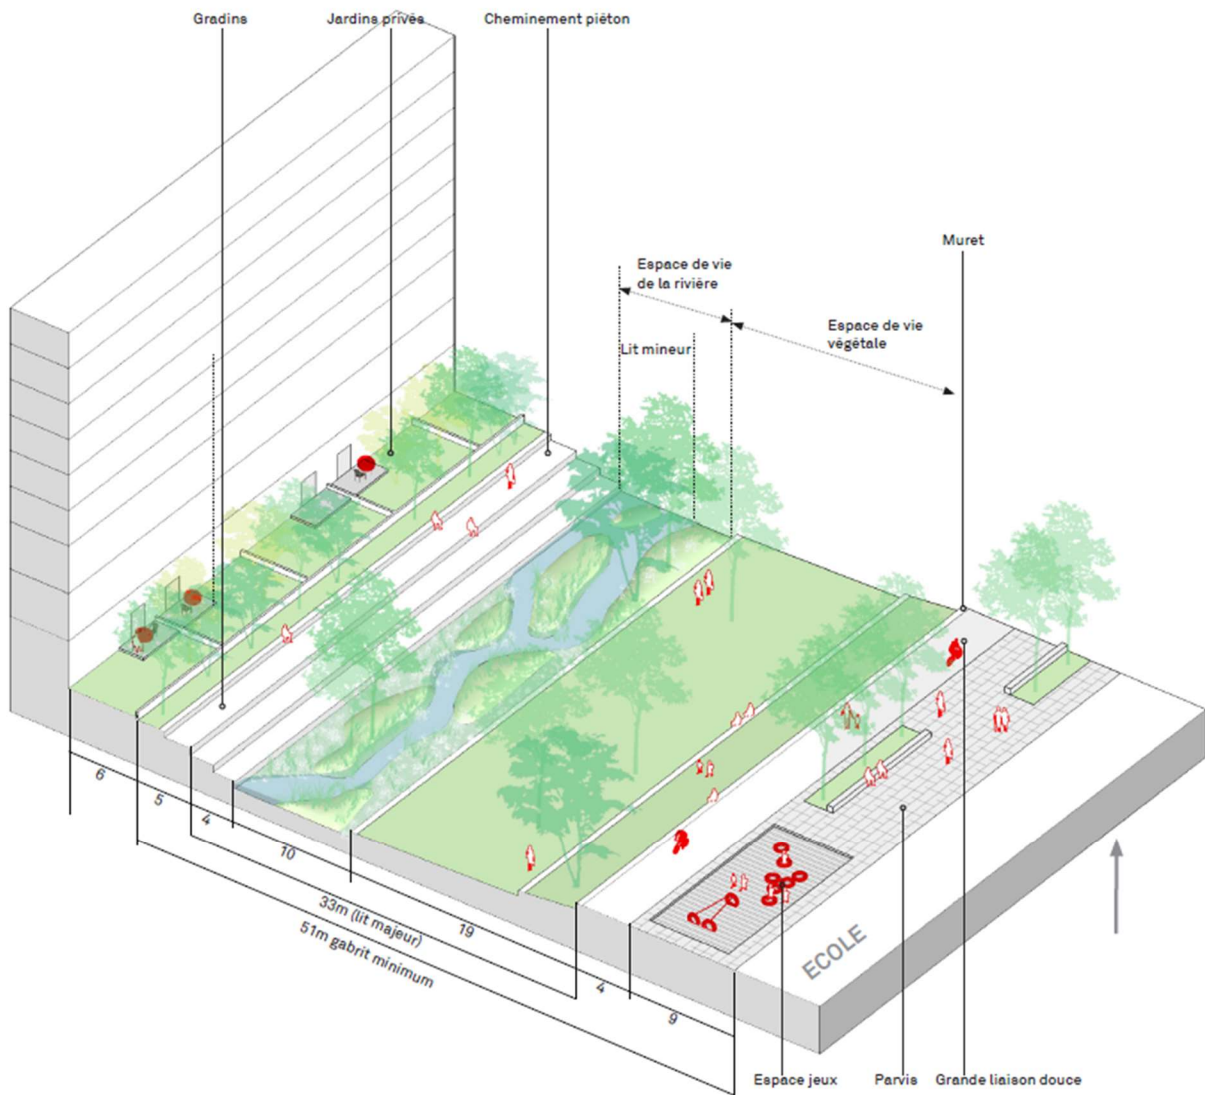 Gradins
Jardins privés
Cheminement piéton
Muret
Espace de vie
de la rivière
Espace de vie
végétale
Lit mineur
6
5
4
10
19
33m (lit majeur)
51m gabrit minimum
4
9
ECOLE
Espace jeux
Parvis
Grande liaison douce